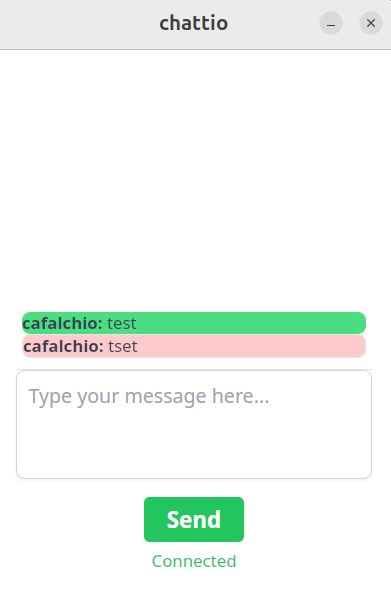 chattio
cafalchio: test
cafalchio: tset
Type your message here...
Send
Connected